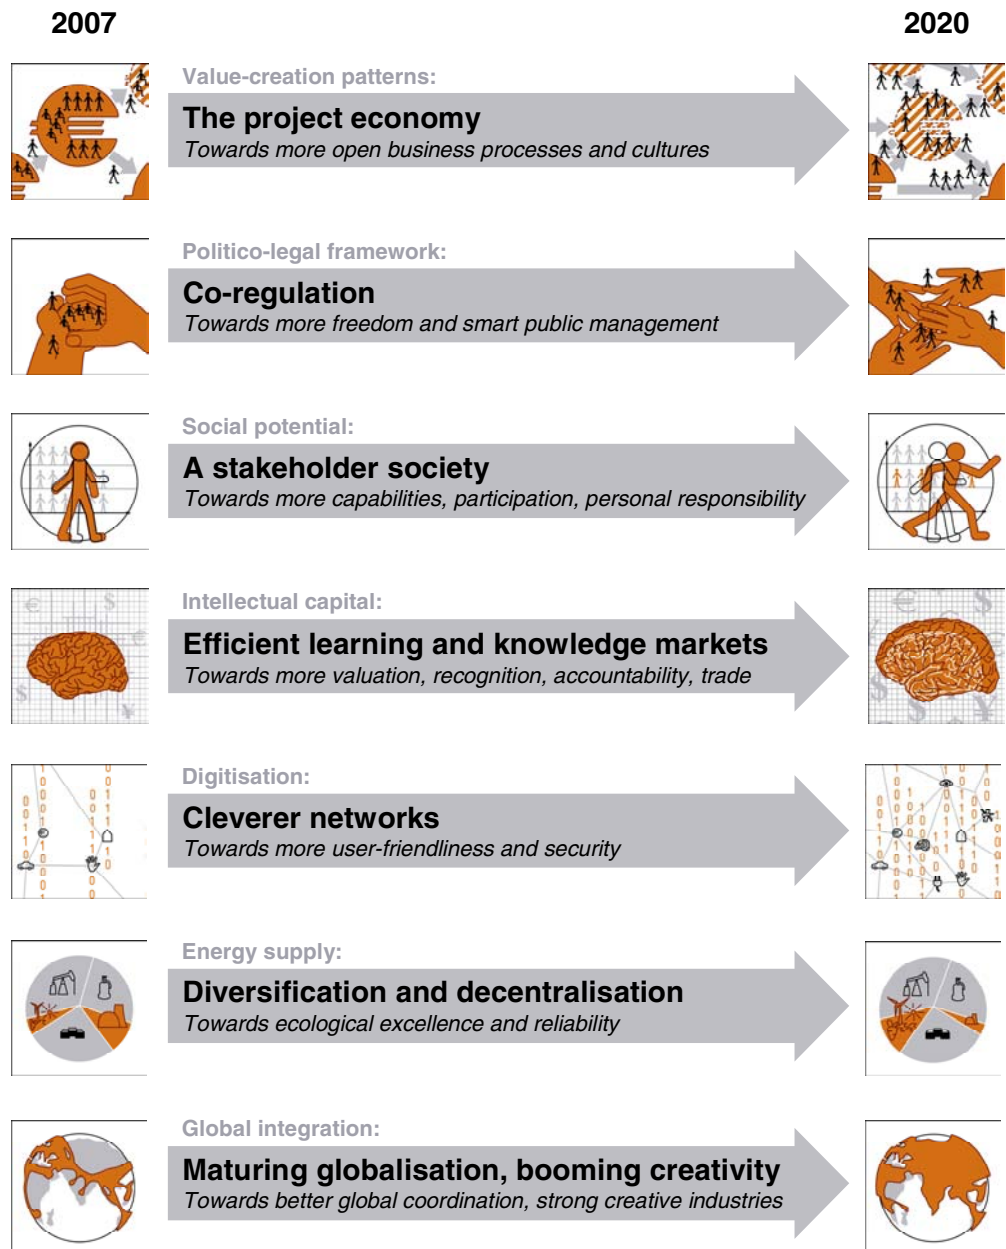 2007
2020
Value-creation patterns:
The project economy
Towards more open business processes and cultures
Politico-legal framework:
Co-regulation
Towards more freedom and smart public management
Social potential:
A stakeholder society
Towards more capabilities, participation, personal responsibility
Intellectual capital:
Efficient learning and knowledge markets
Towards more valuation, recognition, accountability, trade
Digitisation:
Cleverer networks
Towards more user-friendliness and security
Energy supply:
Diversification and decentralisation
Towards ecological excellence and reliability
Global integration:
Maturing globalisation, booming creativity
Towards better global coordination, strong creative industries